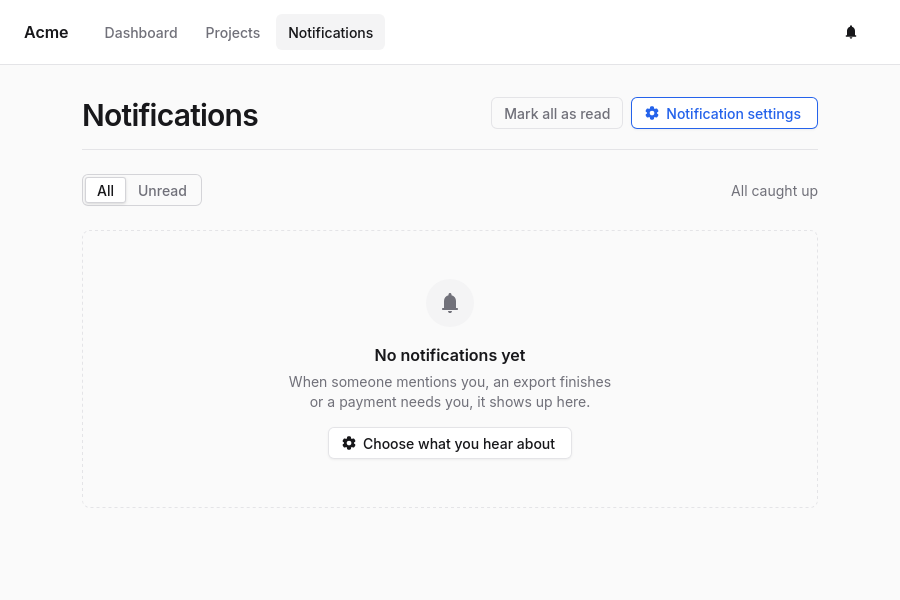 Acme
Dashboard
Projects
Notifications
Notifications
Mark all as read
Notification settings
All
Unread
All caught up
No notifications yet
When someone mentions you, an export finishes
or a payment needs you, it shows up here.
Choose what you hear about